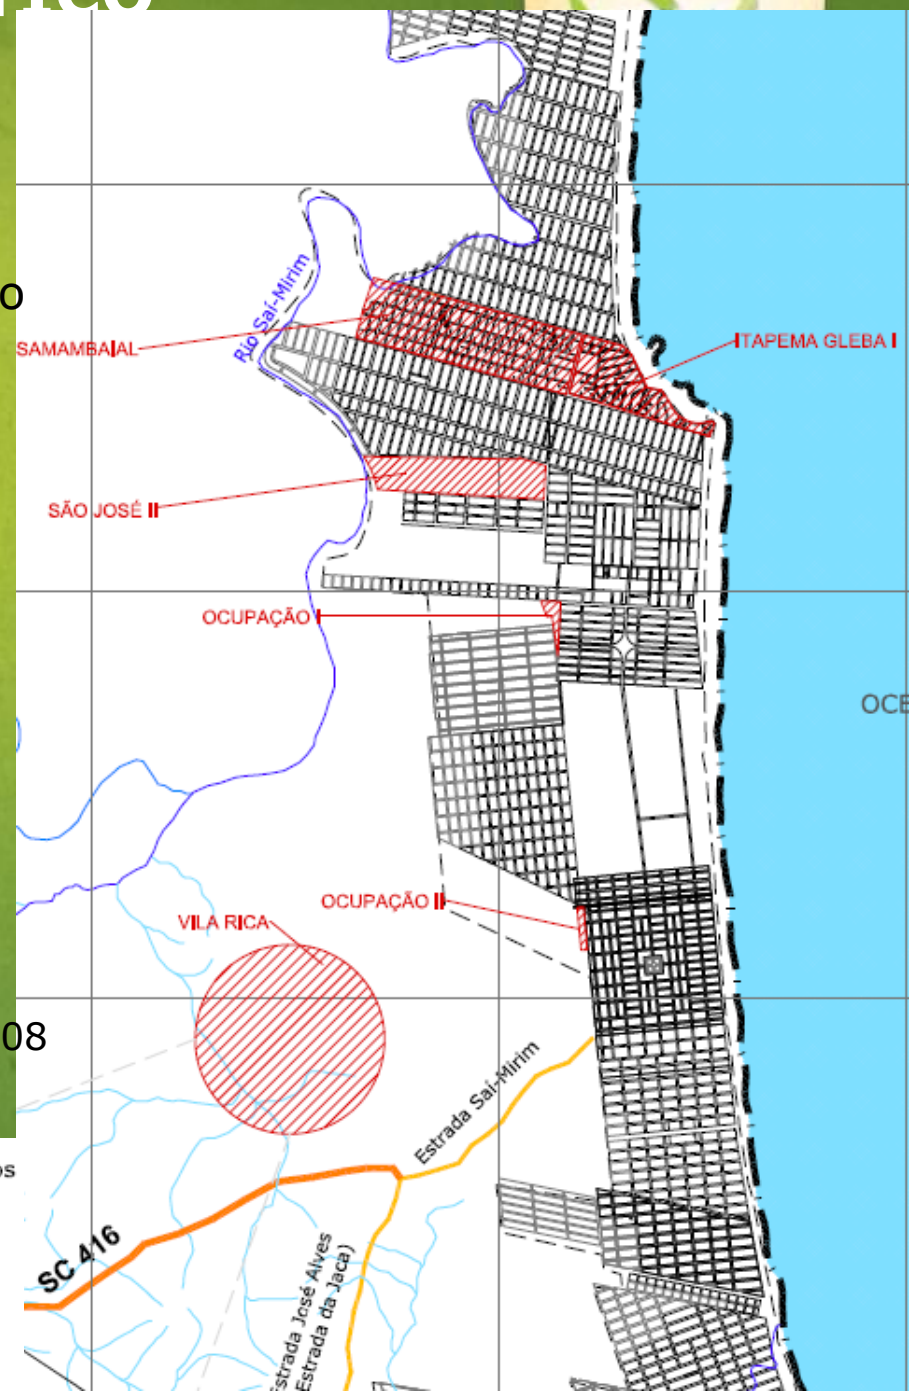 o
Rio Saí-Mirim
SAMAMBAIAL
ITAPEMA GLEBA I
SÃO JOSÉ II
OCUPAÇÃO I
OCE
OCUPAÇÃO II
VILA RICA
08
Estrada Saí-Mirim
os
SC 416
Estrada José Alves
(Estrada da Jaca)